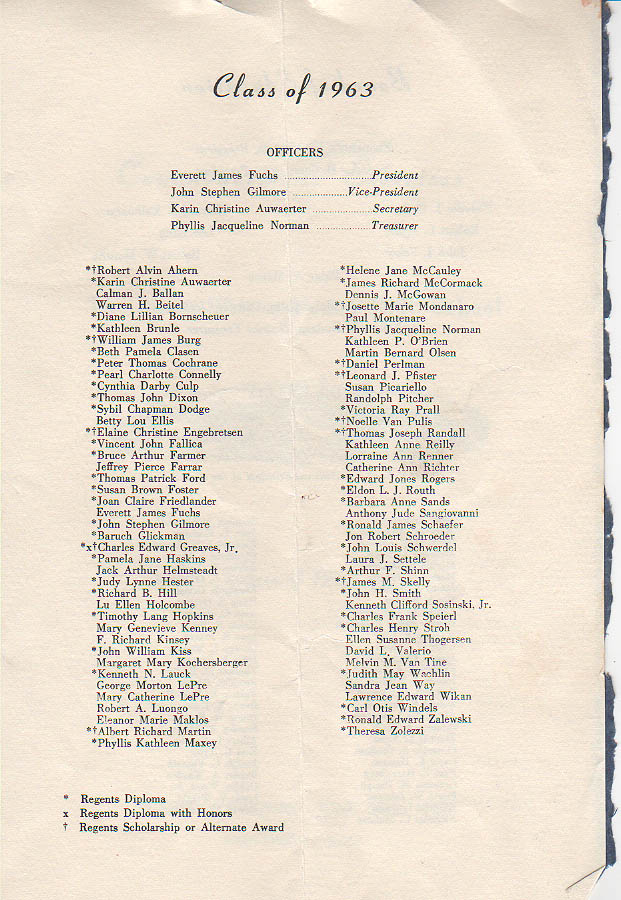 Class of 1963
OFFICERS
Everett James Fuchs ..............................President
John Stephen Gilmore ...................Vice-President
Karin Christine Auwaerter .....................Secretary
Phyllis Jacqueline Norman ...................Treasurer
*†Robert Alvin Ahern
*Karin Christine Auwaerter
Calman J. Ballan
Warren H. Beitel
*Diane Lillian Bornscheuer
*Kathleen Brunle
*†William James Burg
*Beth Pamela Clasen
*Peter Thomas Cochrane
*Pearl Charlotte Connelly
*Cynthia Darby Culp
*Thomas John Dixon
*Sybil Chapman Dodge
Betty Lou Ellis
*†Elaine Christine Engebretsen
*Vincent John Fallica
*Bruce Arthur Farmer
Jeffrey Pierce Farrar
*Thomas Patrick Ford
*Susan Brown Foster
*Joan Claire Friedlander
Everett James Fuchs
*John Stephen Gilmore
*Baruch Glickman
*x†Charles Edward Greaves, Jr.
*Pamela Jane Haskins
Jack Arthur Helmsteadt
*Judy Lynne Hester
*Richard B. Hill
Lu Ellen Holcombe
*Timothy Lang Hopkins
Mary Genevieve Kenney
F. Richard Kinsey
*John William Kiss
Margaret Mary Kochersberger
*Kenneth N. Lauck
George Morton LePre
Mary Catherine LePre
Robert A. Luongo
Eleanor Marie Maklos
*†Albert Richard Martin
*Phyllis Kathleen Maxey
*Helene Jane McCauley
*James Richard McCormack
Dennis J. McGowan
*†Josette Marie Mondanaro
Paul Montenare
*†Phyllis Jacqueline Norman
Kathleen P. O'Brien
Martin Bernard Olsen
*†Daniel Perlman
*†Leonard J. Pfister
Susan Picariello
Randolph Pitcher
*Victoria Ray Prall
*†Noelle Van Pulis
*†Thomas Joseph Randall
Kathleen Anne Reilly
Lorraine Ann Renner
Catherine Ann Richter
*Edward Jones Rogers
*Eldon L. J. Routh
*Barbara Anne Sands
Anthony Jude Sangiovanni
*Ronald James Schaefer
Jon Robert Schroeder
*John Louis Schwerdel
Laura J. Settele
*Arthur F. Shinn
*†James M. Skelly
*John H. Smith
Kenneth Clifford Sosinski, Jr.
*Charles Frank Speierl
*Charles Henry Stroh
Ellen Susanne Thogersen
David L. Valerio
Melvin M. Van Tine
*Judith May Wachlin
Sandra Jean Way
Lawrence Edward Wikan
*Carl Otis Windels
*Ronald Edward Zalewski
*Theresa Zolezzi
* Regents Diploma
x Regents Diploma with Honors
† Regents Scholarship or Alternate Award